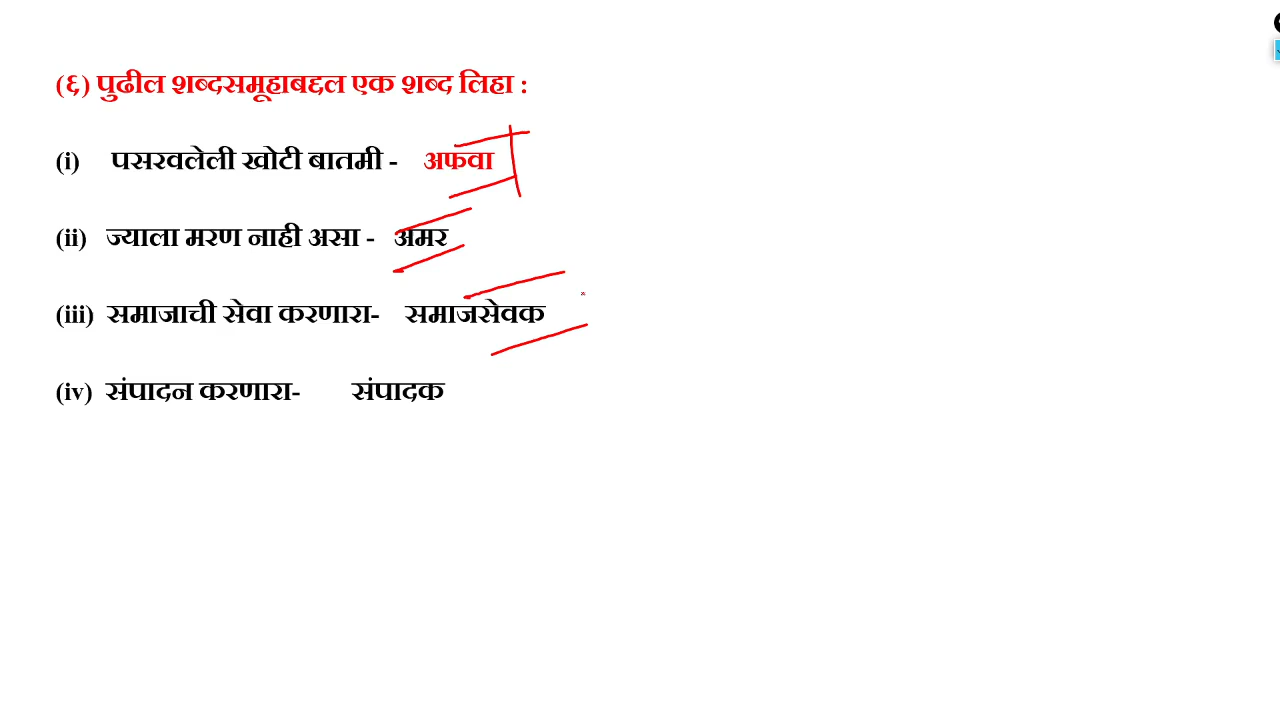 (६) पुढील शब्दसमूहाबद्दल एक शब्द लिहा :
(i) पसरवलेली खोटी बातमी - अफवा
(ii) ज्याला मरण नाही असा - अमर
(iii) समाजाची सेवा करणारा- समाजसेवक
(iv) संपादन करणारा- संपादक